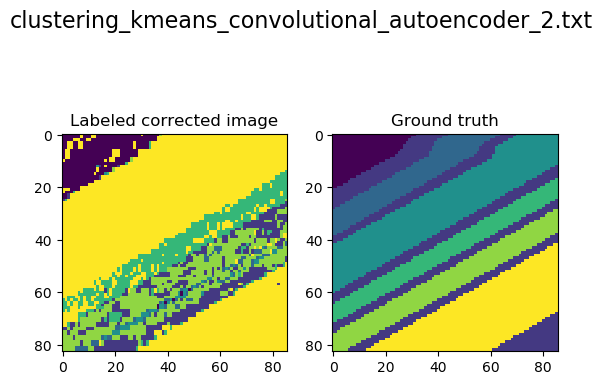 clustering_kmeans_convolutional_autoencoder_2.txt
Labeled corrected image
Ground truth
0
20
40
60
80
0 20 40 60 80
0
20
40
60
80
0 20 40 60 80